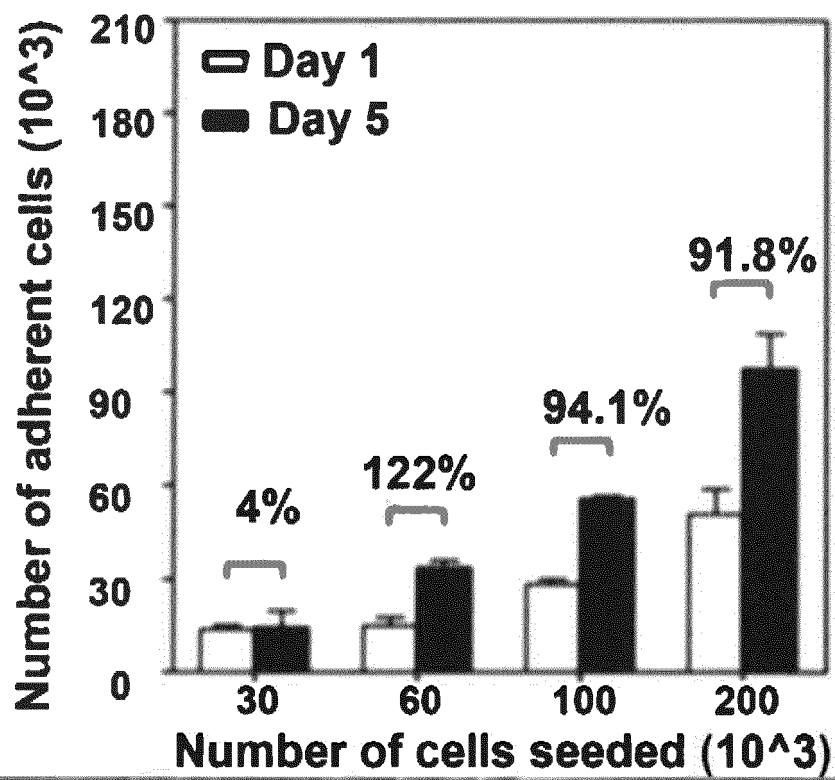 Number of adherent cells (10^3)
210
180
150
120
90
60
30
0
Day 1
Day 5
4%
122%
94.1%
91.8%
30 60 100 200
Number of cells seeded (10^3)